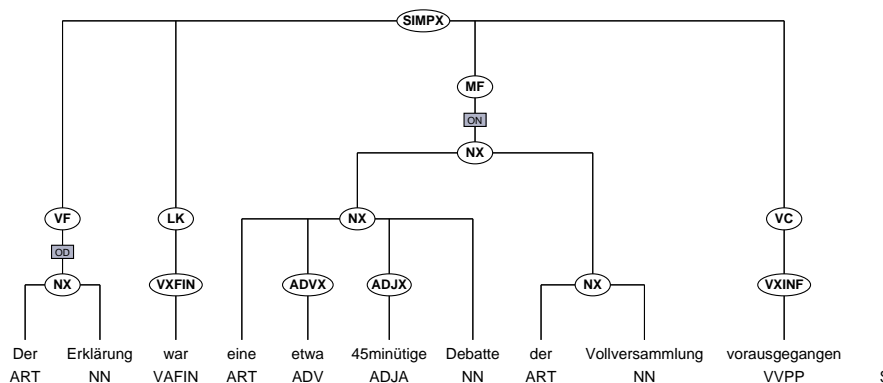 SIMPX
MF
ON
NX
VF LK NX VC
OD
NX VXFIN ADVX ADJX NX VXINF
Der Erklärung war eine etwa 45minütige Debatte der Vollversammlung vorausgegangen
ART NN VAFIN ART ADV ADJA NN ART NN VVPP